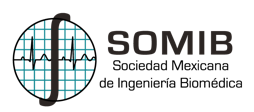 SOMIB
Sociedad Mexicana
de Ingeniería Biomédica